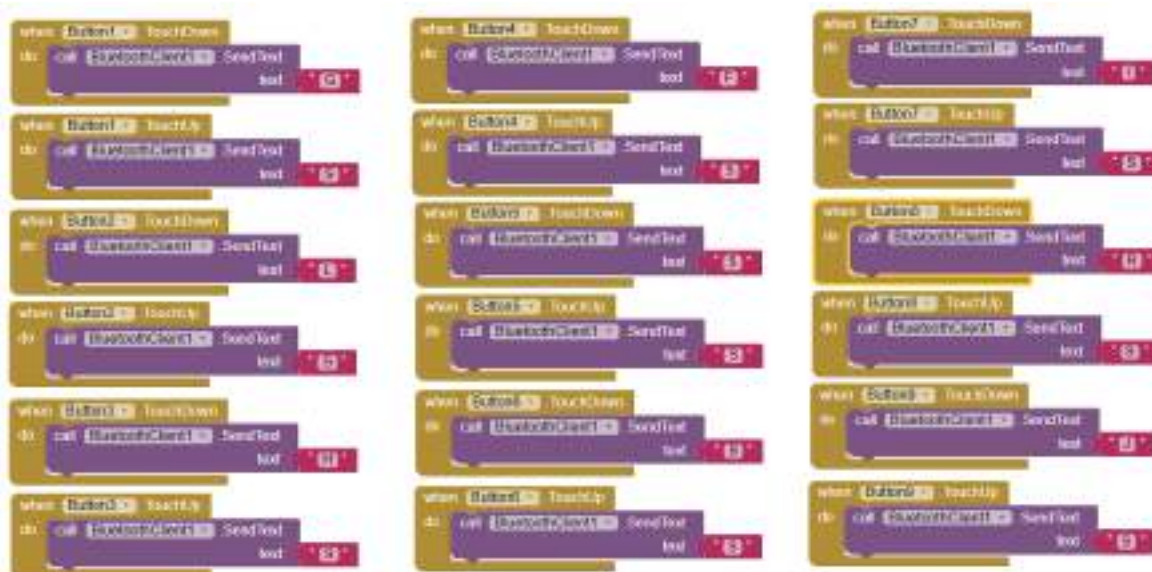 when Button1 TouchDown
do call BluetoothClient1 SendText
text "G"
when Button1 TouchUp
do call BluetoothClient1 SendText
text "S"
when Button2 TouchDown
do call BluetoothClient1 SendText
text "L"
when Button2 TouchUp
do call BluetoothClient1 SendText
text
when Button3 TouchDown
do call BluetoothClient1 SendText
text "H"
when Button3 TouchUp
do call BluetoothClient1 SendText
text "S"
when Button4 TouchDown
do call BluetoothClient1 SendText
text "F"
when Button4 TouchUp
do call BluetoothClient1 SendText
text "S"
when Button5 TouchDown
do call BluetoothClient1 SendText
text "S"
when Button5 TouchUp
do call BluetoothClient1 SendText
text "S"
when Button6 TouchDown
do call BluetoothClient1 SendText
text
when Button6 TouchUp
do call BluetoothClient1 SendText
text "S"
when Button7 TouchDown
do call BluetoothClient1 SendText
text "I"
when Button7 TouchUp
do call BluetoothClient1 SendText
text "S"
when TouchDown
do call BluetoothClient1 SendText
text
when Button8 TouchUp
do call BluetoothClient1 SendText
text "S"
when Button9 TouchDown
do call BluetoothClient1 SendText
text "J"
when Button9 TouchUp
do call BluetoothClient1 SendText
text "S"